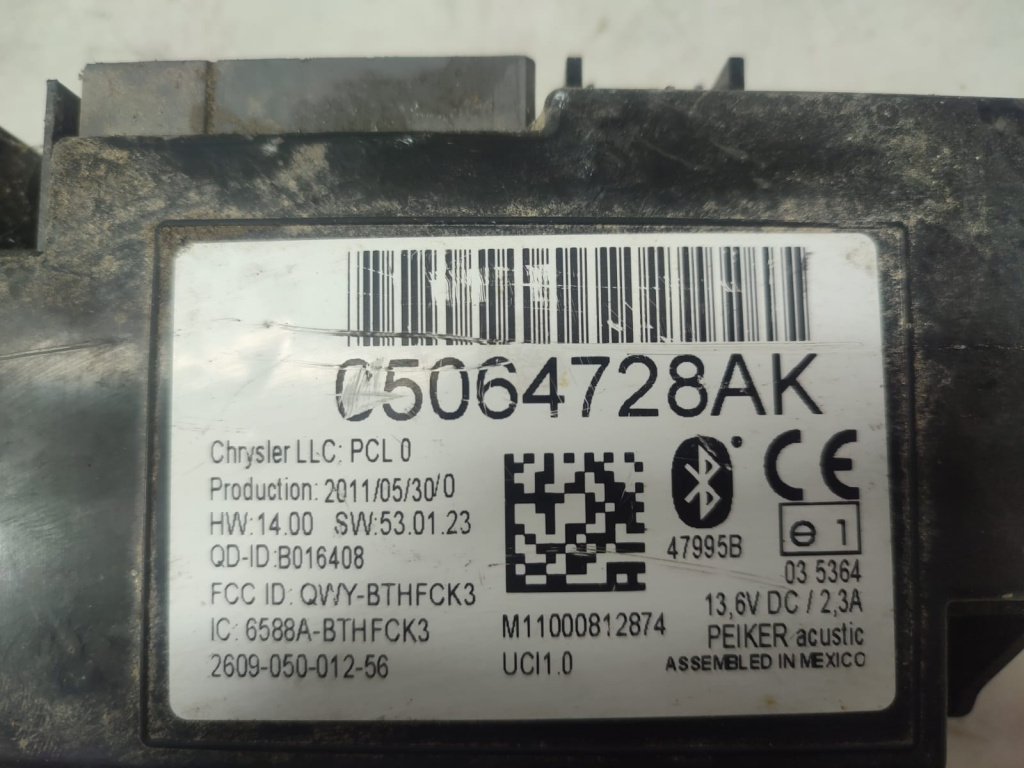 05064728AK
Chrysler LLC: PCL 0
Production: 2011/05/30/0
HW:14.00 SW:53.01.23
QD-ID:B016408
FCC ID: QWY-BTHFCK3
IC: 6588A-BTHFCK3
2609-050-012-56
M11000812874
UCI1.0
CE
47995B
e 1
03 5364
13,6V DC / 2,3A
PEIKER acustic
ASSEMBLED IN MEXICO